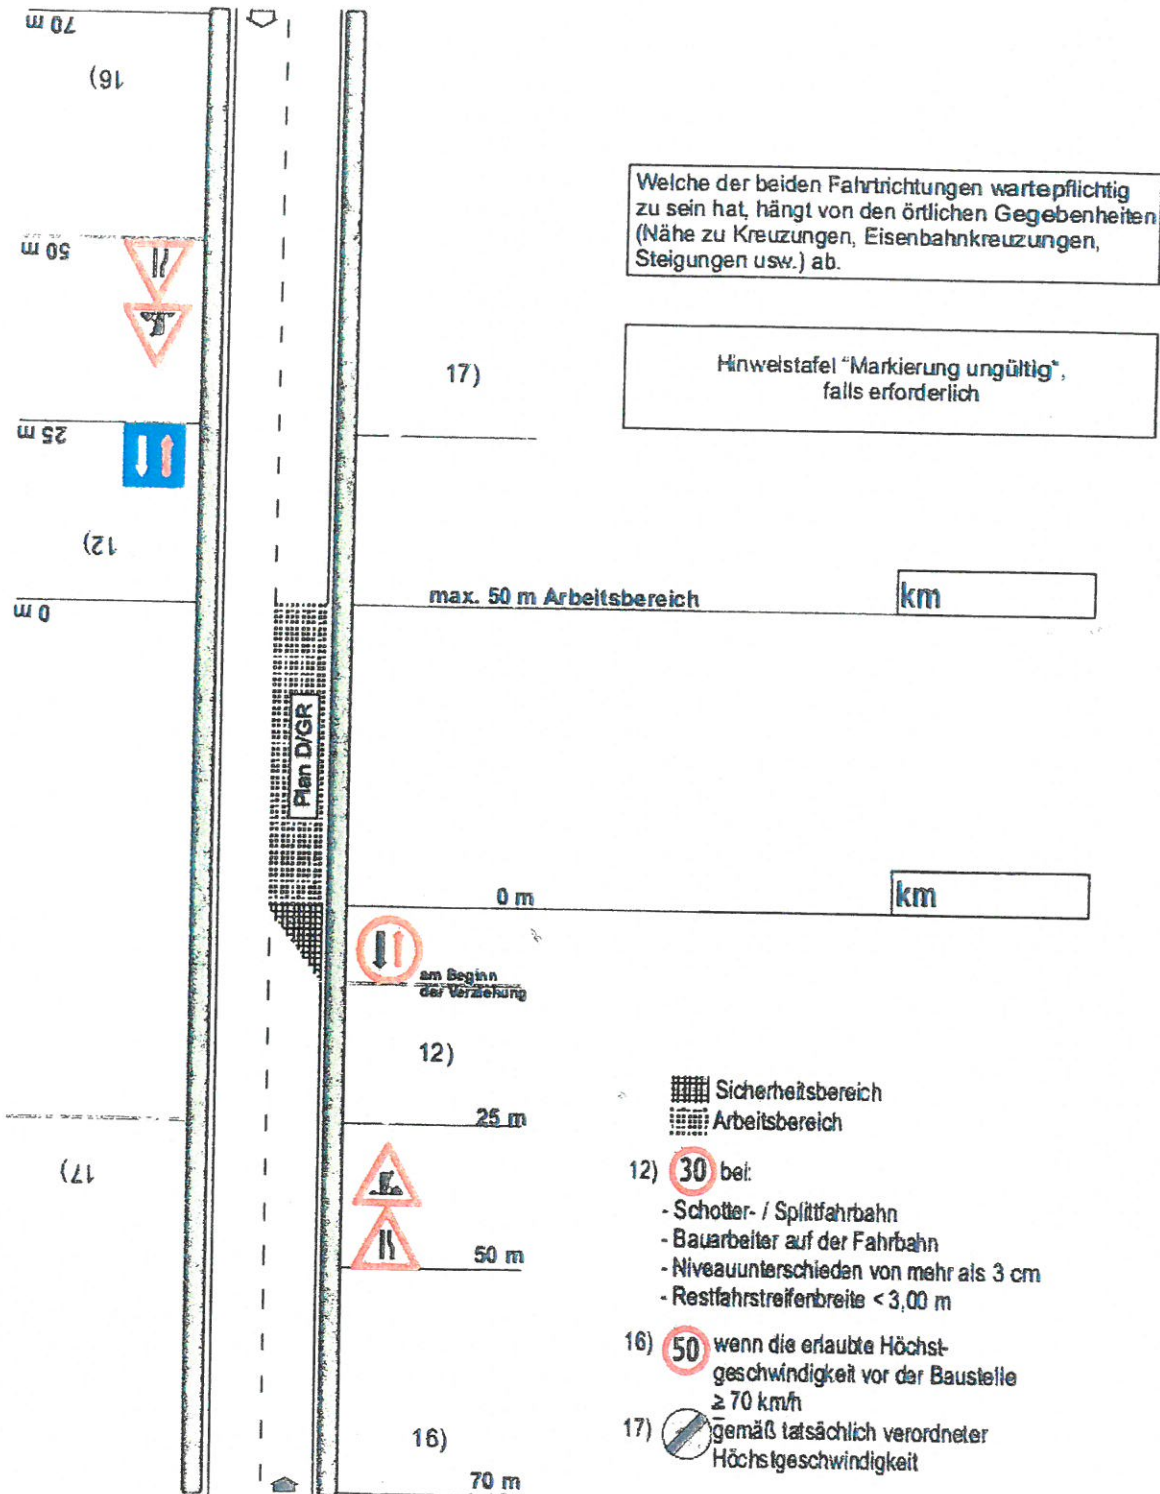 70 m
16)
50 m
25 m
12)
0 m
17)
Welche der beiden Fahrtrichtungen wartepflichtig
zu sein hat, hängt von den örtlichen Gegebenheiten
(Nähe zu Kreuzungen, Eisenbahnkreuzungen,
Steigungen usw.) ab.
Hinweistafel "Markierung ungültig",
falls erforderlich
17)
max. 50 m Arbeitsbereich
km
Plan D/GR
0 m
km
am Beginn
der Verziehung
12)
25 m
50 m
16)
70 m
Sicherheitsbereich
Arbeitsbereich
12) 30 bei:
- Schotter- / Splittfahrbahn
- Bauarbeiter auf der Fahrbahn
- Niveauunterschieden von mehr als 3 cm
- Restfahrstreifenbreite < 3,00 m
16) 50 wenn die erlaubte Höchst-
geschwindigkeit vor der Baustelle
≥ 70 km/h
17) gemäß tatsächlich verordneter
Höchstgeschwindigkeit